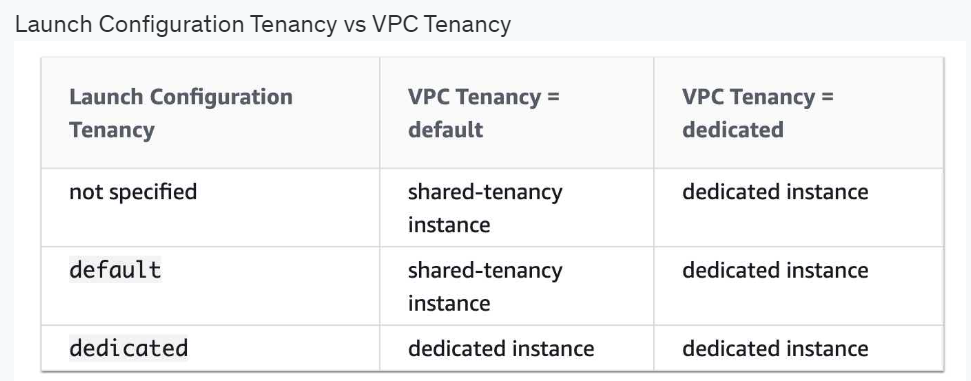 Launch Configuration Tenancy vs VPC Tenancy
Launch Configuration
Tenancy
VPC Tenancy =
default
VPC Tenancy =
dedicated
not specified
shared-tenancy
instance
dedicated instance
default
shared-tenancy
instance
dedicated instance
dedicated
dedicated instance
dedicated instance